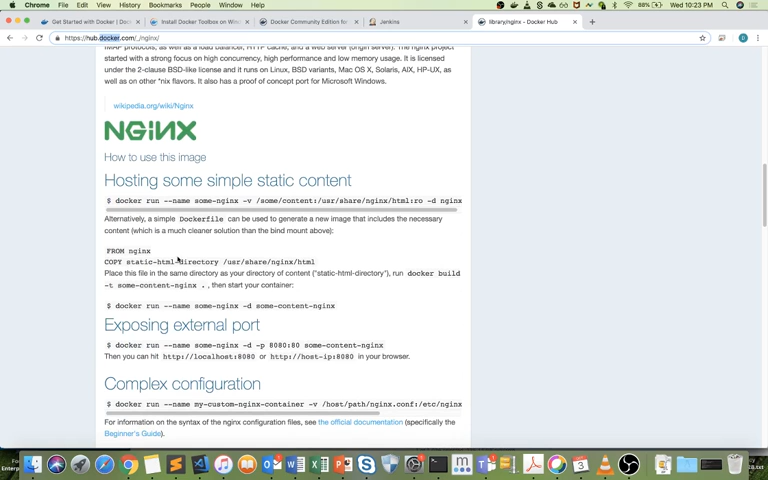 Chrome File Edit View History Bookmarks People Window Help
88% Wed 10:23 PM
Get Started with Docker | Doc
Install Docker Toolbox on Win
Docker Community Edition for
Jenkins
library/nginx - Docker Hub
https://hub.docker.com/_/nginx/
IMAP protocols, as well as a load balancer, HTTP cache, and a web server (origin server). The nginx project
started with a strong focus on high concurrency, high performance and low memory usage. It is licensed
under the 2-clause BSD-like license and it runs on Linux, BSD variants, Mac OS X, Solaris, AIX, HP-UX, as
well as on other *nix flavors. It also has a proof of concept port for Microsoft Windows.
wikipedia.org/wiki/Nginx
NGINX
How to use this image
Hosting some simple static content
$ docker run --name some-nginx -v /some/content:/usr/share/nginx/html:ro -d nginx
Alternatively, a simple Dockerfile can be used to generate a new image that includes the necessary
content (which is a much cleaner solution than the bind mount above):
FROM nginx
COPY static-html-directory /usr/share/nginx/html
Place this file in the same directory as your directory of content ("static-html-directory"), run docker build
-t some-content-nginx . , then start your container:
$ docker run --name some-nginx -d some-content-nginx
Exposing external port
$ docker run --name some-nginx -d -p 8080:80 some-content-nginx
Then you can hit http://localhost:8080 or http://host-ip:8080 in your browser.
Complex configuration
$ docker run --name my-custom-nginx-container -v /host/path/nginx.conf:/etc/nginx
For information on the syntax of the nginx configuration files, see the official documentation (specifically the
Beginner's Guide).
Enterp